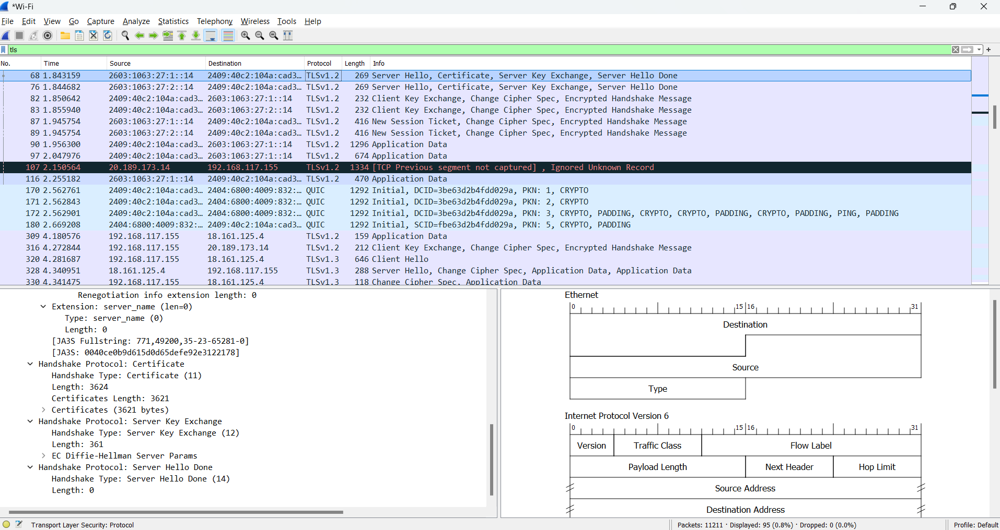 *Wi-Fi
File Edit View Go Capture Analyze Statistics Telephony Wireless Tools Help
tls
No. Time Source Destination Protocol Length Info
68 1.843159 2603:1063:27:1::14 2409:40c2:104a:cad3… TLSv1.2 269 Server Hello, Certificate, Server Key Exchange, Server Hello Done
76 1.844682 2603:1063:27:2::14 2409:40c2:104a:cad3… TLSv1.2 269 Server Hello, Certificate, Server Key Exchange, Server Hello Done
82 1.850642 2409:40c2:104a:cad3… 2603:1063:27:1::14 TLSv1.2 232 Client Key Exchange, Change Cipher Spec, Encrypted Handshake Message
83 1.855940 2409:40c2:104a:cad3… 2603:1063:27:2::14 TLSv1.2 232 Client Key Exchange, Change Cipher Spec, Encrypted Handshake Message
87 1.945754 2603:1063:27:1::14 2409:40c2:104a:cad3… TLSv1.2 416 New Session Ticket, Change Cipher Spec, Encrypted Handshake Message
89 1.945754 2603:1063:27:2::14 2409:40c2:104a:cad3… TLSv1.2 416 New Session Ticket, Change Cipher Spec, Encrypted Handshake Message
90 1.956300 2409:40c2:104a:cad3… 2603:1063:27:1::14 TLSv1.2 1296 Application Data
97 2.047976 2409:40c2:104a:cad3… 2603:1063:27:1::14 TLSv1.2 674 Application Data
107 2.150564 20.189.173.14 192.168.117.155 TLSv1.2 1334 [TCP Previous segment not captured] , Ignored Unknown Record
116 2.255182 2603:1063:27:1::14 2409:40c2:104a:cad3… TLSv1.2 470 Application Data
170 2.562761 2409:40c2:104a:cad3… 2404:6800:4009:832:… QUIC 1292 Initial, DCID=3be63d2b4fdd029a, PKN: 1, CRYPTO
171 2.562843 2409:40c2:104a:cad3… 2404:6800:4009:832:… QUIC 1292 Initial, DCID=3be63d2b4fdd029a, PKN: 2, CRYPTO
172 2.562901 2409:40c2:104a:cad3… 2404:6800:4009:832:… QUIC 1292 Initial, DCID=3be63d2b4fdd029a, PKN: 3, CRYPTO, PADDING, CRYPTO, CRYPTO, PADDING, CRYPTO, PADDING, PING, PADDING
180 2.669208 2404:6800:4009:832:… 2409:40c2:104a:cad3… QUIC 1292 Initial, SCID=fbe63d2b4fdd029a, PKN: 5, CRYPTO, PADDING
309 4.180576 192.168.117.155 18.161.125.4 TLSv1.2 159 Application Data
316 4.272844 192.168.117.155 20.189.173.14 TLSv1.2 212 Client Key Exchange, Change Cipher Spec, Encrypted Handshake Message
320 4.281687 192.168.117.155 18.161.125.4 TLSv1.3 646 Client Hello
328 4.340951 18.161.125.4 192.168.117.155 TLSv1.3 288 Server Hello, Change Cipher Spec, Application Data, Application Data
330 4.341475 192.168.117.155 18.161.125.4 TLSv1.3 118 Change Cipher Spec, Application Data
Renegotiation info extension length: 0
Extension: server_name (len=0)
Type: server_name (0)
Length: 0
[JA3S Fullstring: 771,49200,35-23-65281-0]
[JA3S: 0040ce0b9d615d0d65defe92e3122178]
Handshake Protocol: Certificate
Handshake Type: Certificate (11)
Length: 3624
Certificates Length: 3621
Certificates (3621 bytes)
Handshake Protocol: Server Key Exchange
Handshake Type: Server Key Exchange (12)
Length: 361
EC Diffie-Hellman Server Params
Handshake Protocol: Server Hello Done
Handshake Type: Server Hello Done (14)
Length: 0
Ethernet
0 15 16 31
Destination
Source
Type
Internet Protocol Version 6
0 15 16 31
Version Traffic Class Flow Label
Payload Length Next Header Hop Limit
Source Address
Destination Address
Transport Layer Security: Protocol
Packets: 11211 · Displayed: 95 (0.8%) · Dropped: 0 (0.0%)
Profile: Default